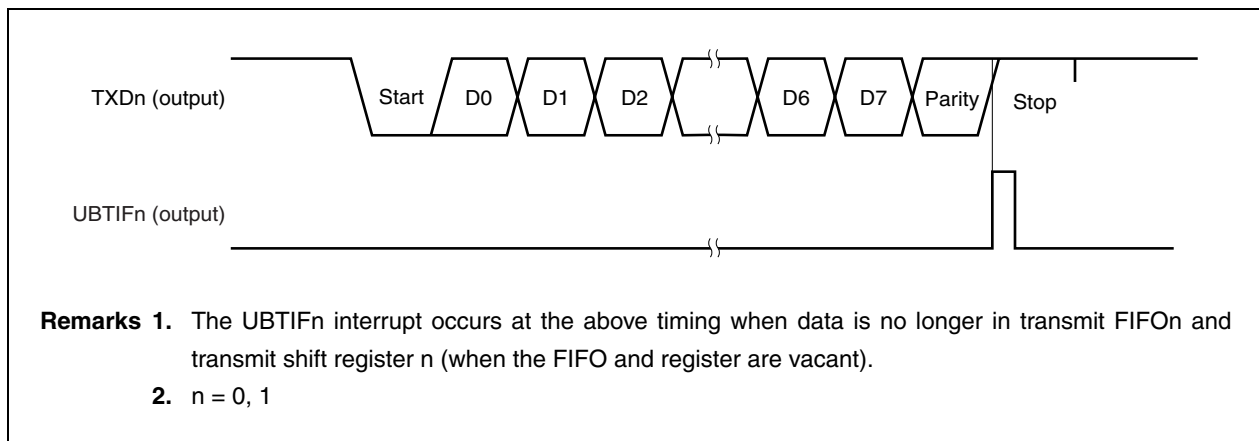 TXDn (output)
Start
D0
D1
D2
D6
D7
Parity
Stop
UBTIFn (output)
Remarks 1. The UBTIFn interrupt occurs at the above timing when data is no longer in transmit FIFOn and
transmit shift register n (when the FIFO and register are vacant).
2. n = 0, 1